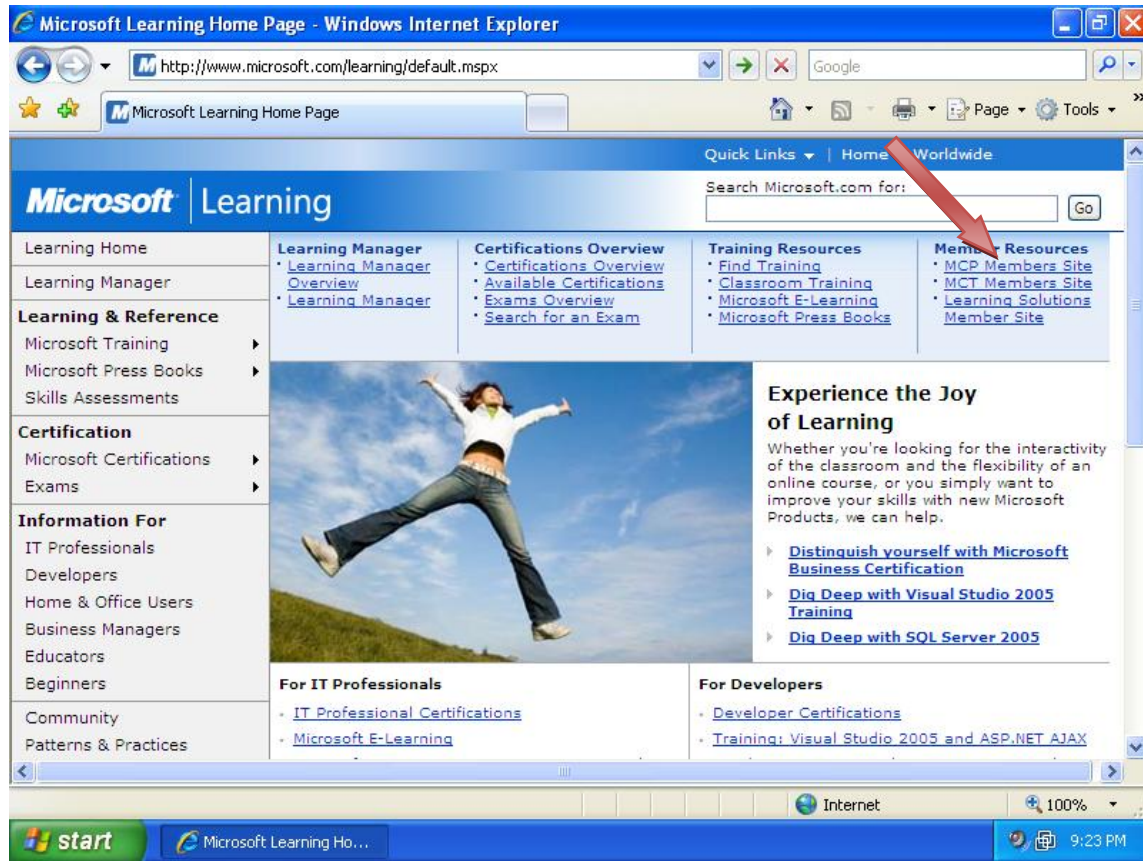 Microsoft Learning Home Page - Windows Internet Explorer
http://www.microsoft.com/learning/default.mspx
Google
Microsoft Learning Home Page
Page
Tools
Quick Links | Home Worldwide
Microsoft Learning
Search Microsoft.com for:
Go
Learning Home
Learning Manager
Learning & Reference
Microsoft Training
Microsoft Press Books
Skills Assessments
Certification
Microsoft Certifications
Exams
Information For
IT Professionals
Developers
Home & Office Users
Business Managers
Educators
Beginners
Community
Patterns & Practices
Learning Manager
Learning Manager
Overview
Learning Manager
Certifications Overview
Certifications Overview
Available Certifications
Exams Overview
Search for an Exam
Training Resources
Find Training
Classroom Training
Microsoft E-Learning
Microsoft Press Books
Member Resources
MCP Members Site
MCT Members Site
Learning Solutions
Member Site
Experience the Joy
of Learning
Whether you're looking for the interactivity
of the classroom and the flexibility of an
online course, or you simply want to
improve your skills with new Microsoft
Products, we can help.
Distinguish yourself with Microsoft
Business Certification
Dig Deep with Visual Studio 2005
Training
Dig Deep with SQL Server 2005
For IT Professionals
IT Professional Certifications
Microsoft E-Learning
For Developers
Developer Certifications
Training: Visual Studio 2005 and ASP.NET AJAX
Internet
100%
start
Microsoft Learning Ho...
9:23 PM